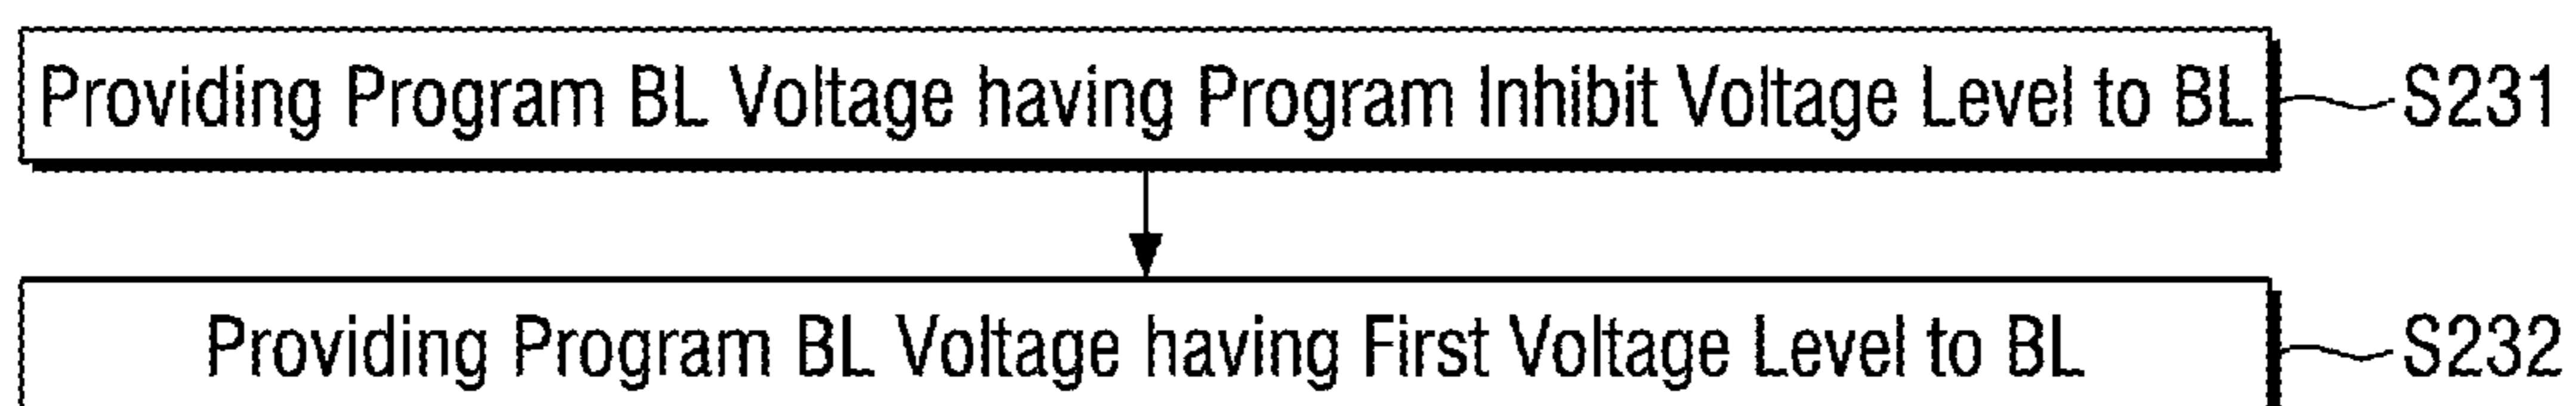 Providing Program BL Voltage having Program Inhibit Voltage Level to BL S231
Providing Program BL Voltage having First Voltage Level to BL S232